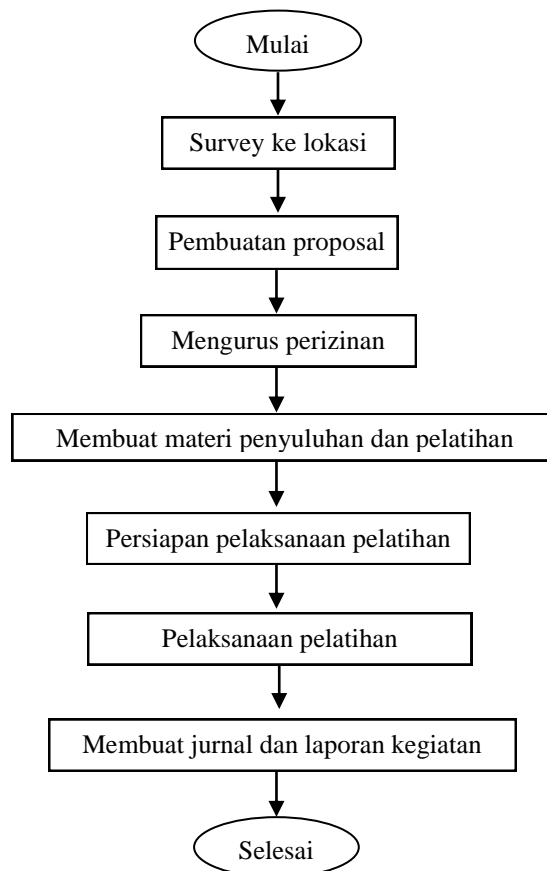 Mulai
Survey ke lokasi
Pembuatan proposal
Mengurus perizinan
Membuat materi penyuluhan dan pelatihan
Persiapan pelaksanaan pelatihan
Pelaksanaan pelatihan
Membuat jurnal dan laporan kegiatan
Selesai